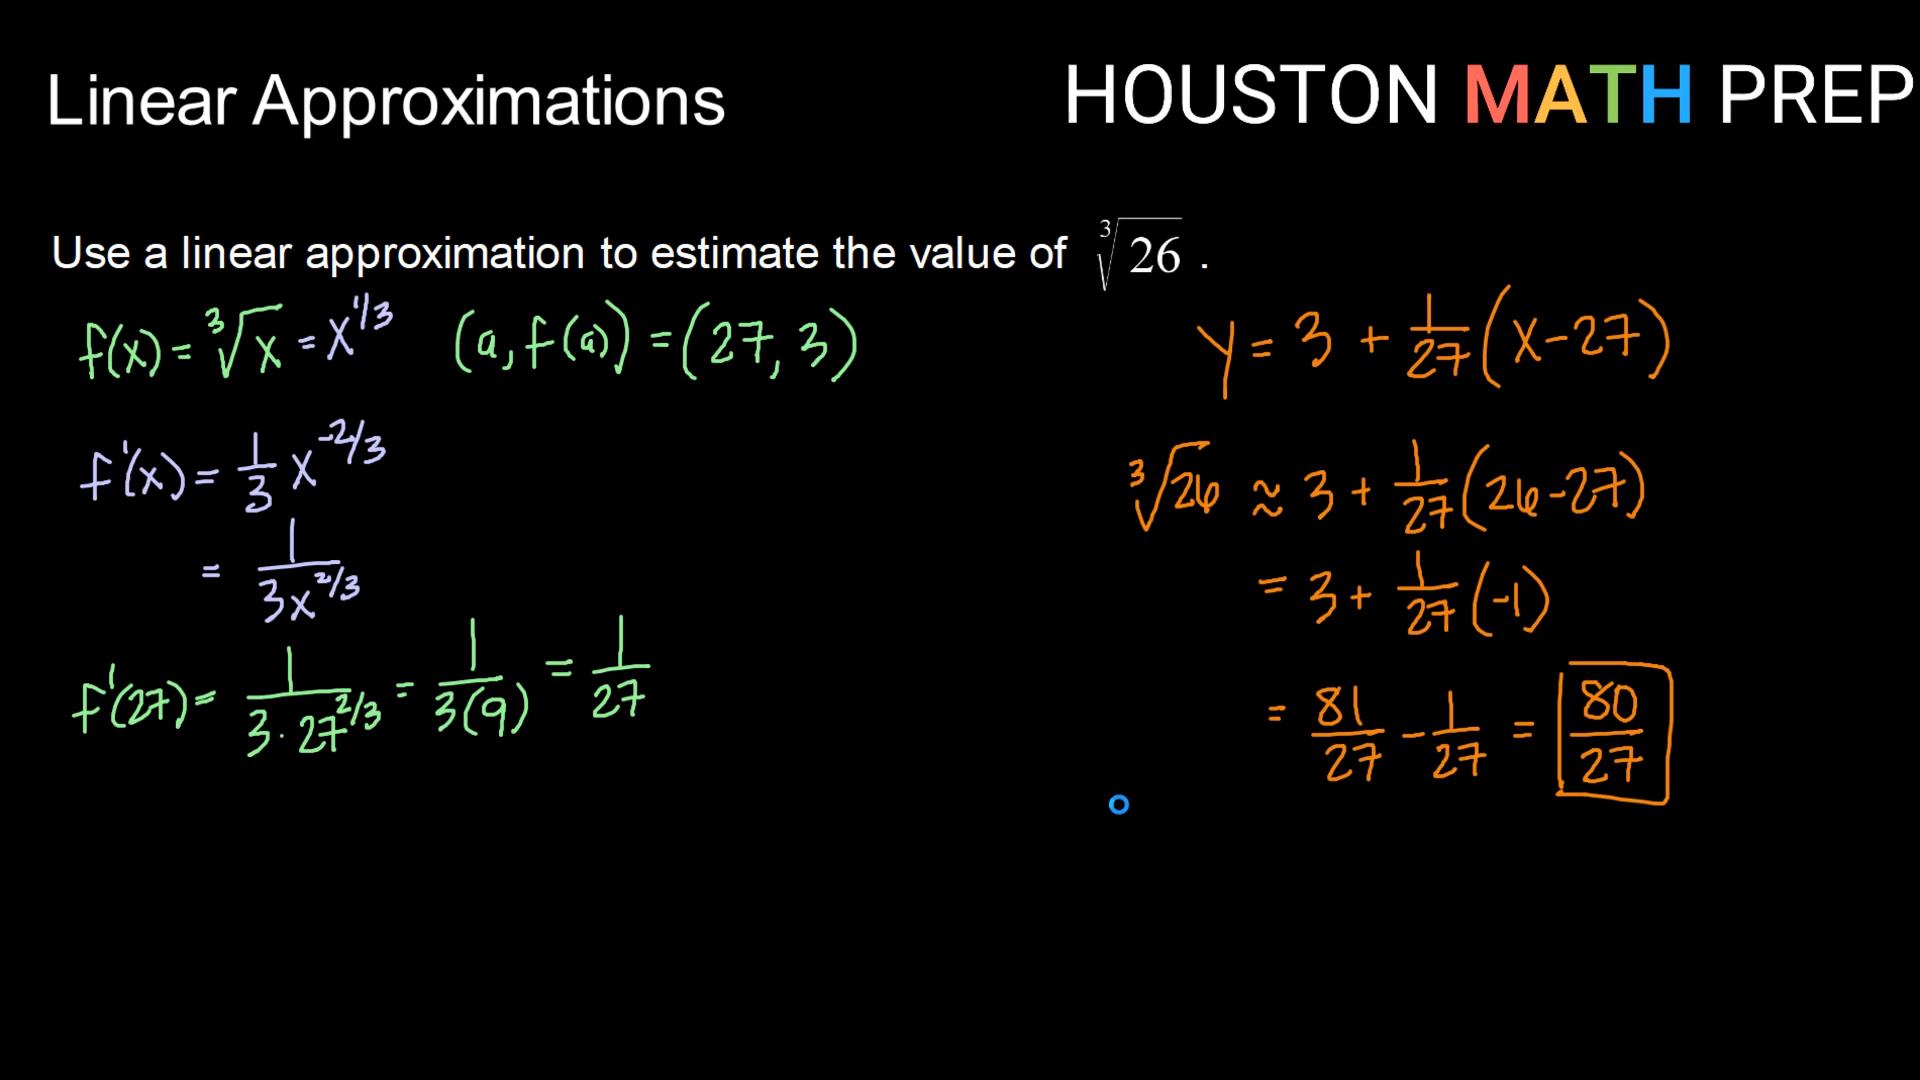 Linear Approximations
HOUSTON MATH PREP
Use a linear approximation to estimate the value of ∛26 .
f(x) = ∛x = x^(1/3)
(a, f(a)) = (27, 3)
f'(x) = 1/3 x^(-2/3)
= 1/(3x^(2/3))
f'(27) = 1/(3 · 27^(2/3)) = 1/(3(9)) = 1/27
y = 3 + 1/27 (x-27)
∛26 ≈ 3 + 1/27 (26-27)
= 3 + 1/27 (-1)
= 81/27 - 1/27 = 80/27